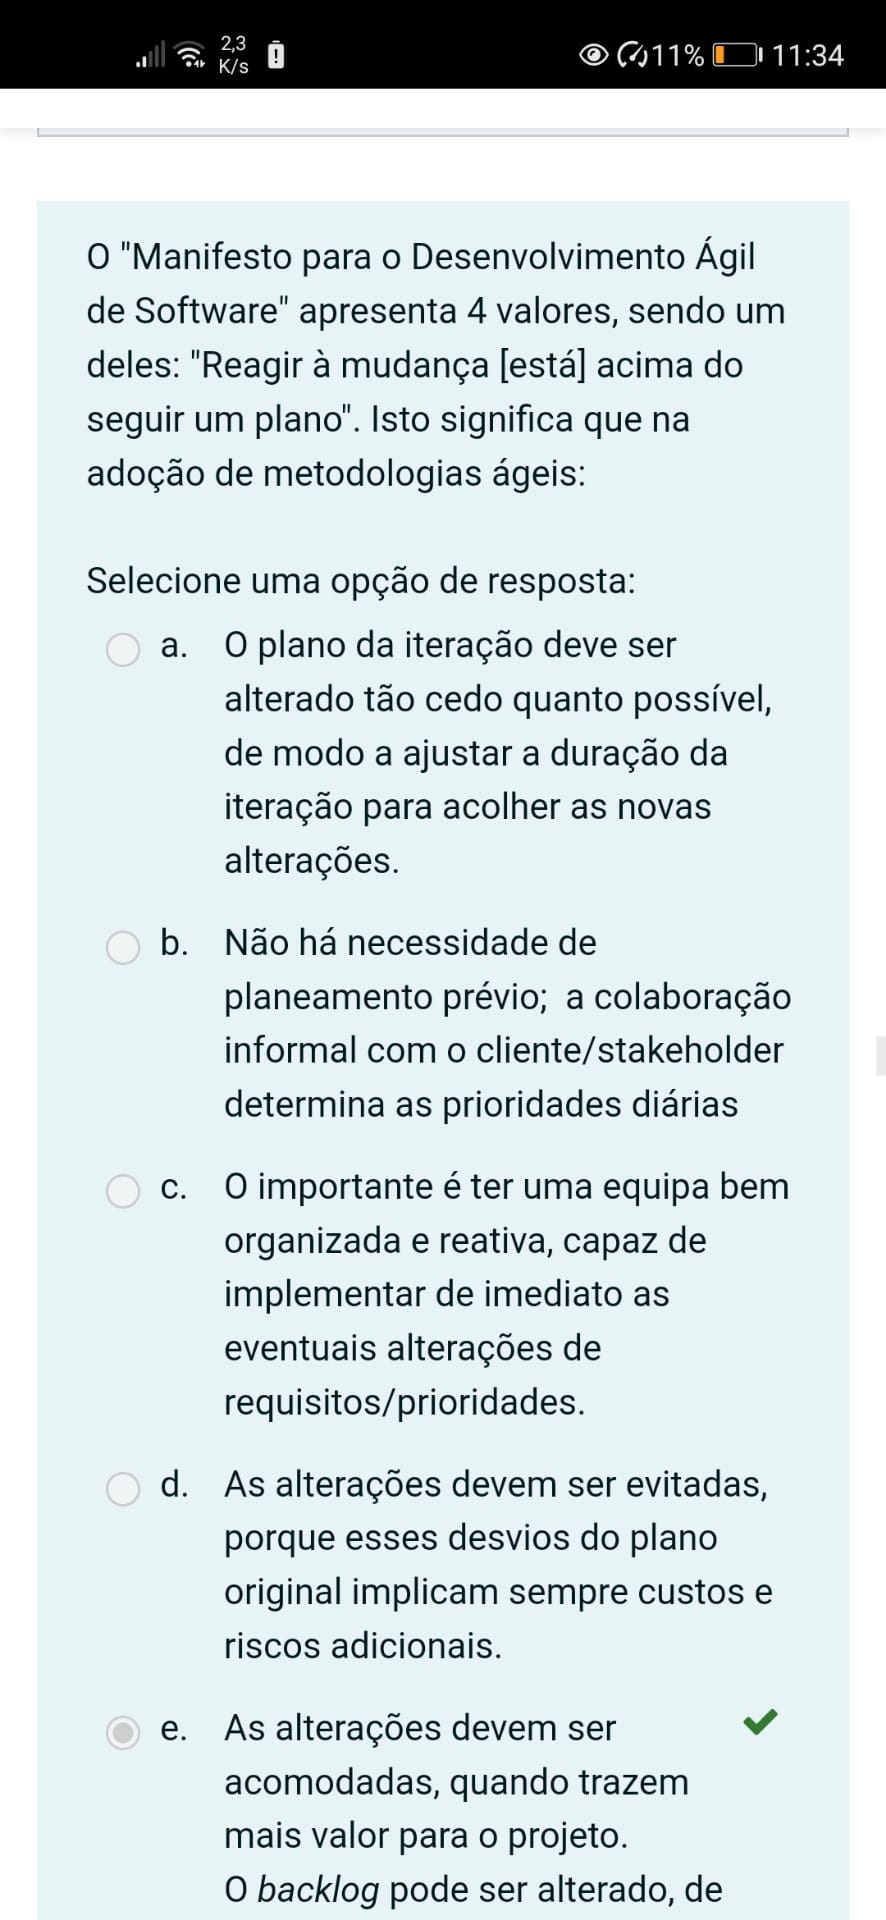 2,3
K/s
11%
11:34
O "Manifesto para o Desenvolvimento Ágil
de Software" apresenta 4 valores, sendo um
deles: "Reagir à mudança [está] acima do
seguir um plano". Isto significa que na
adoção de metodologias ágeis:
Selecione uma opção de resposta:
a. O plano da iteração deve ser
alterado tão cedo quanto possível,
de modo a ajustar a duração da
iteração para acolher as novas
alterações.
b. Não há necessidade de
planeamento prévio; a colaboração
informal com o cliente/stakeholder
determina as prioridades diárias
c. O importante é ter uma equipa bem
organizada e reativa, capaz de
implementar de imediato as
eventuais alterações de
requisitos/prioridades.
d. As alterações devem ser evitadas,
porque esses desvios do plano
original implicam sempre custos e
riscos adicionais.
e. As alterações devem ser
acomodadas, quando trazem
mais valor para o projeto.
O backlog pode ser alterado, de